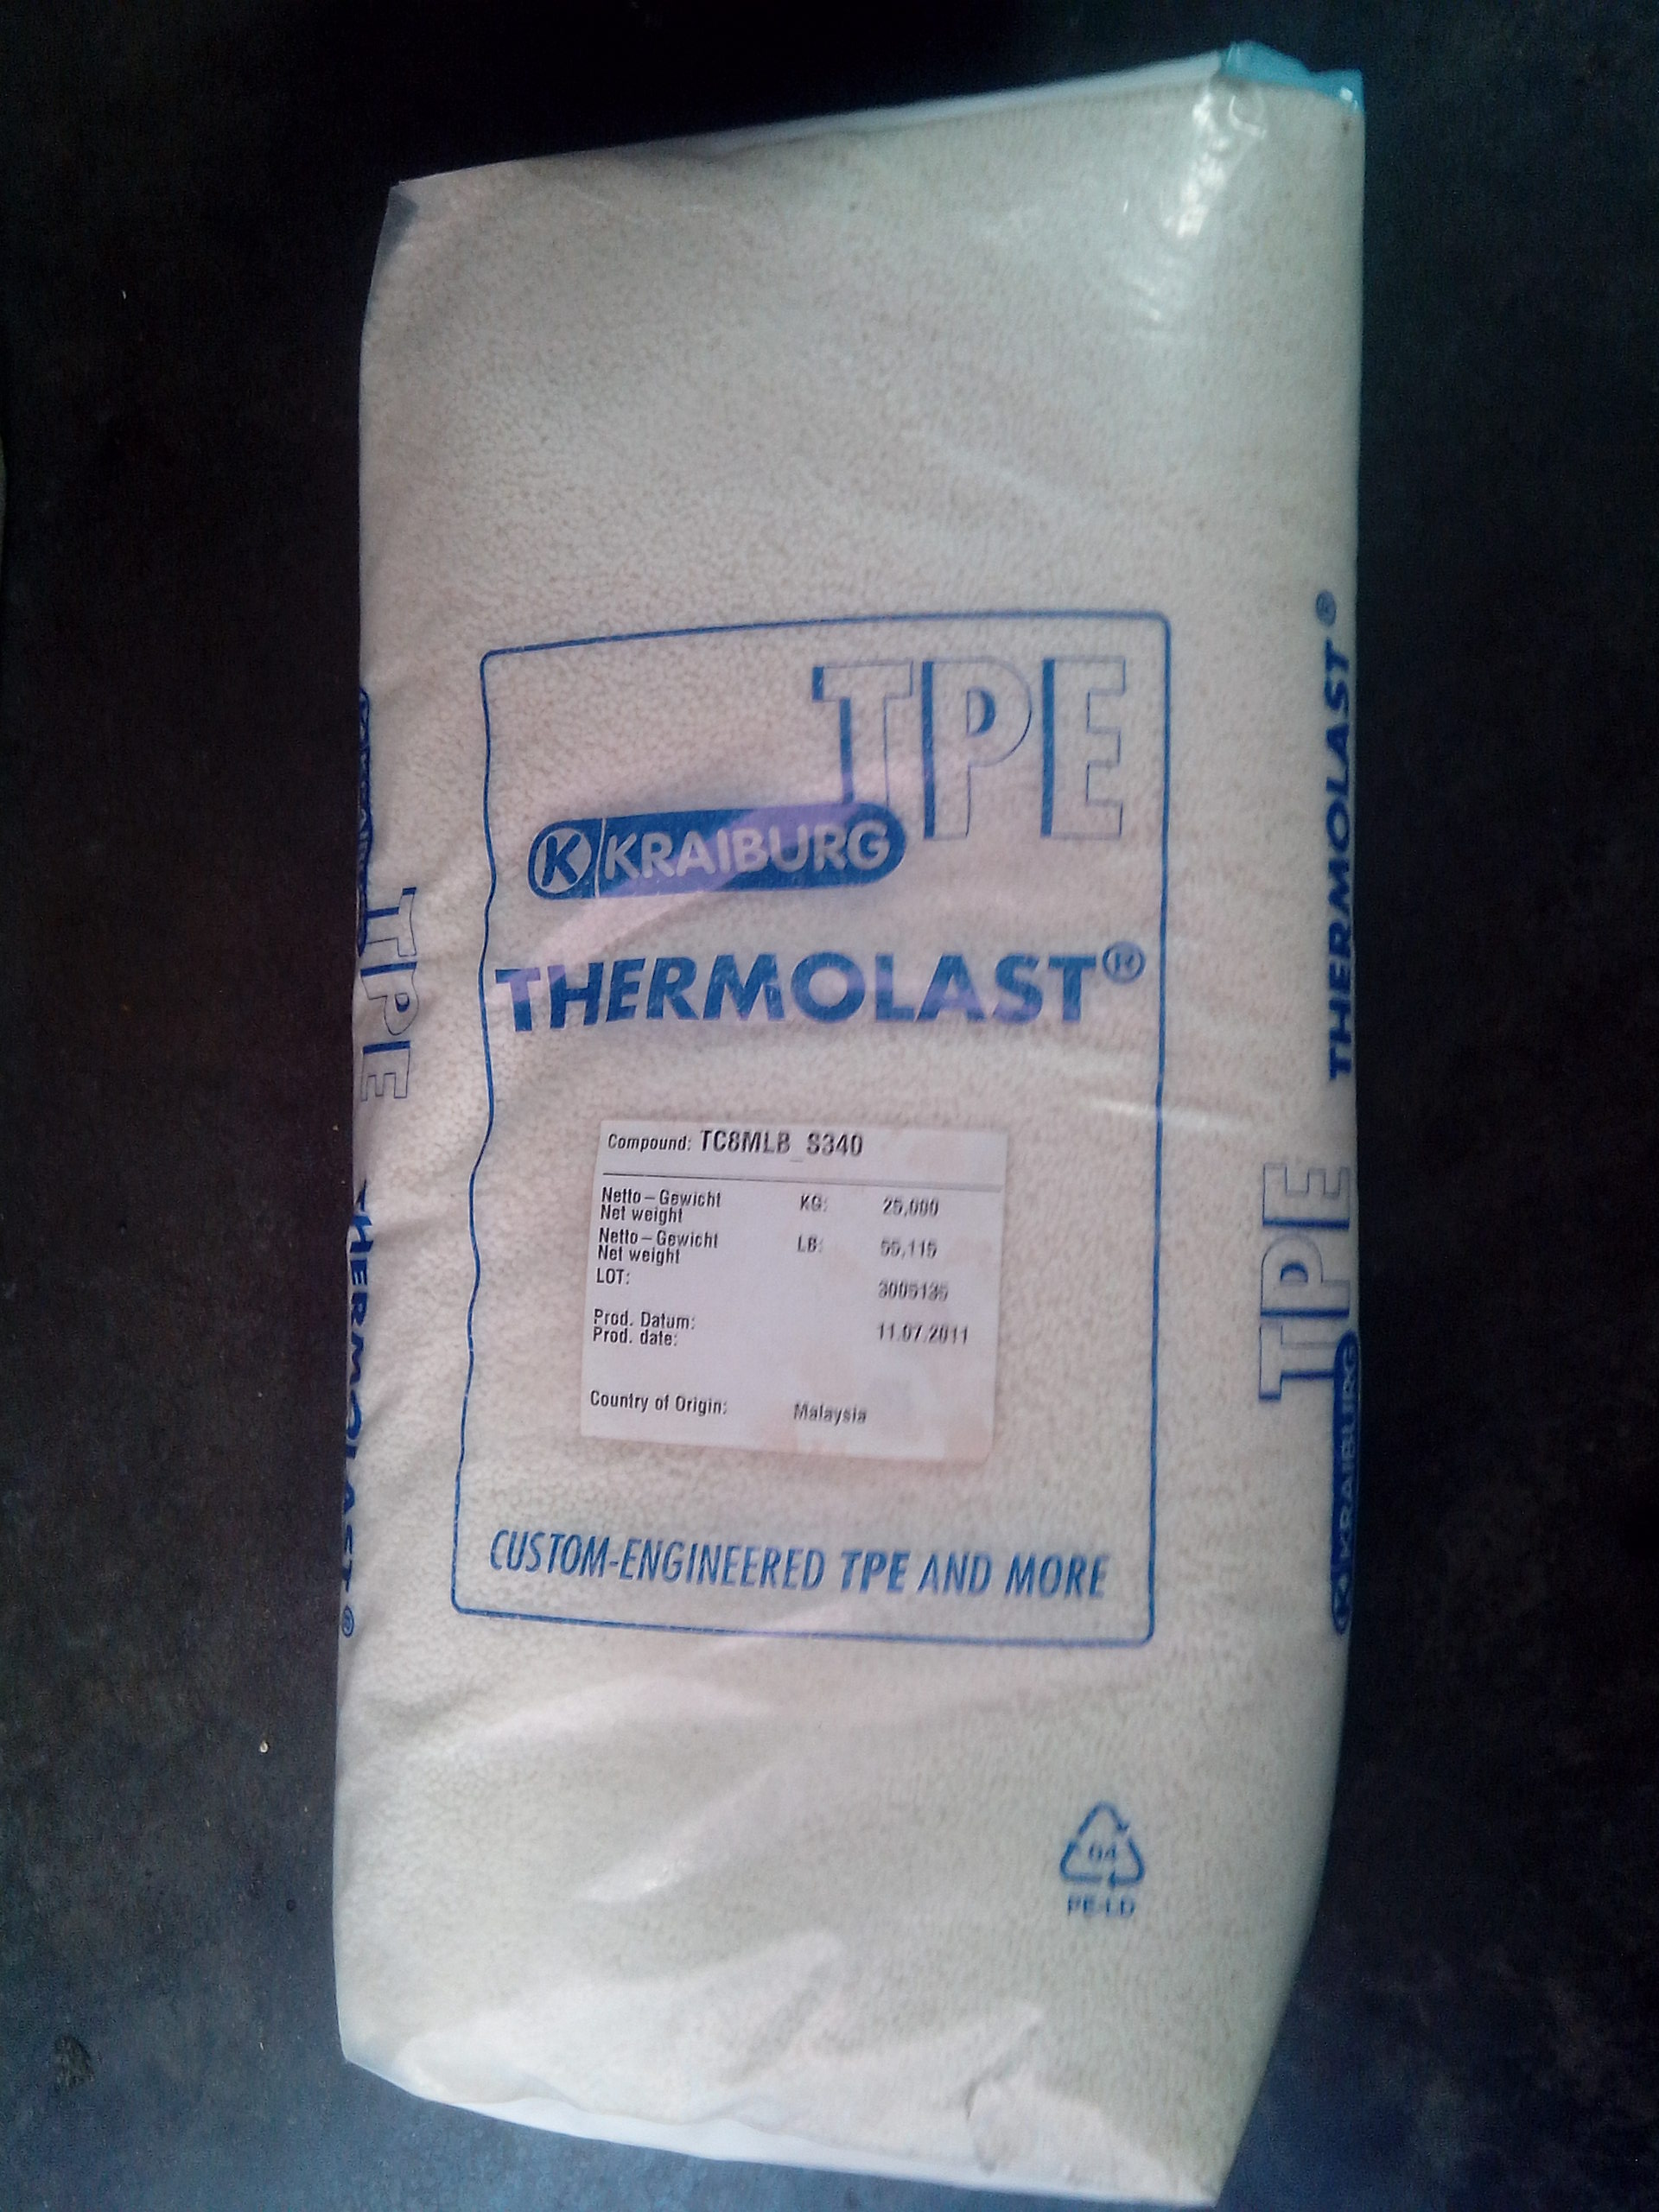 TPE
K KRAIBURG
THERMOLAST®
Compound: TC8MLB_S340
Netto-Gewicht KG: 25,000
Net weight
Netto-Gewicht LB: 55,115
Net weight
LOT: 3005135
Prod. Datum: 11.07.2011
Prod. date:
Country of Origin: Malaysia
CUSTOM-ENGINEERED TPE AND MORE
04
PE-LD
TPE
THERMOLAST®
K KRAIBURG
TPE
THERMOLAST®